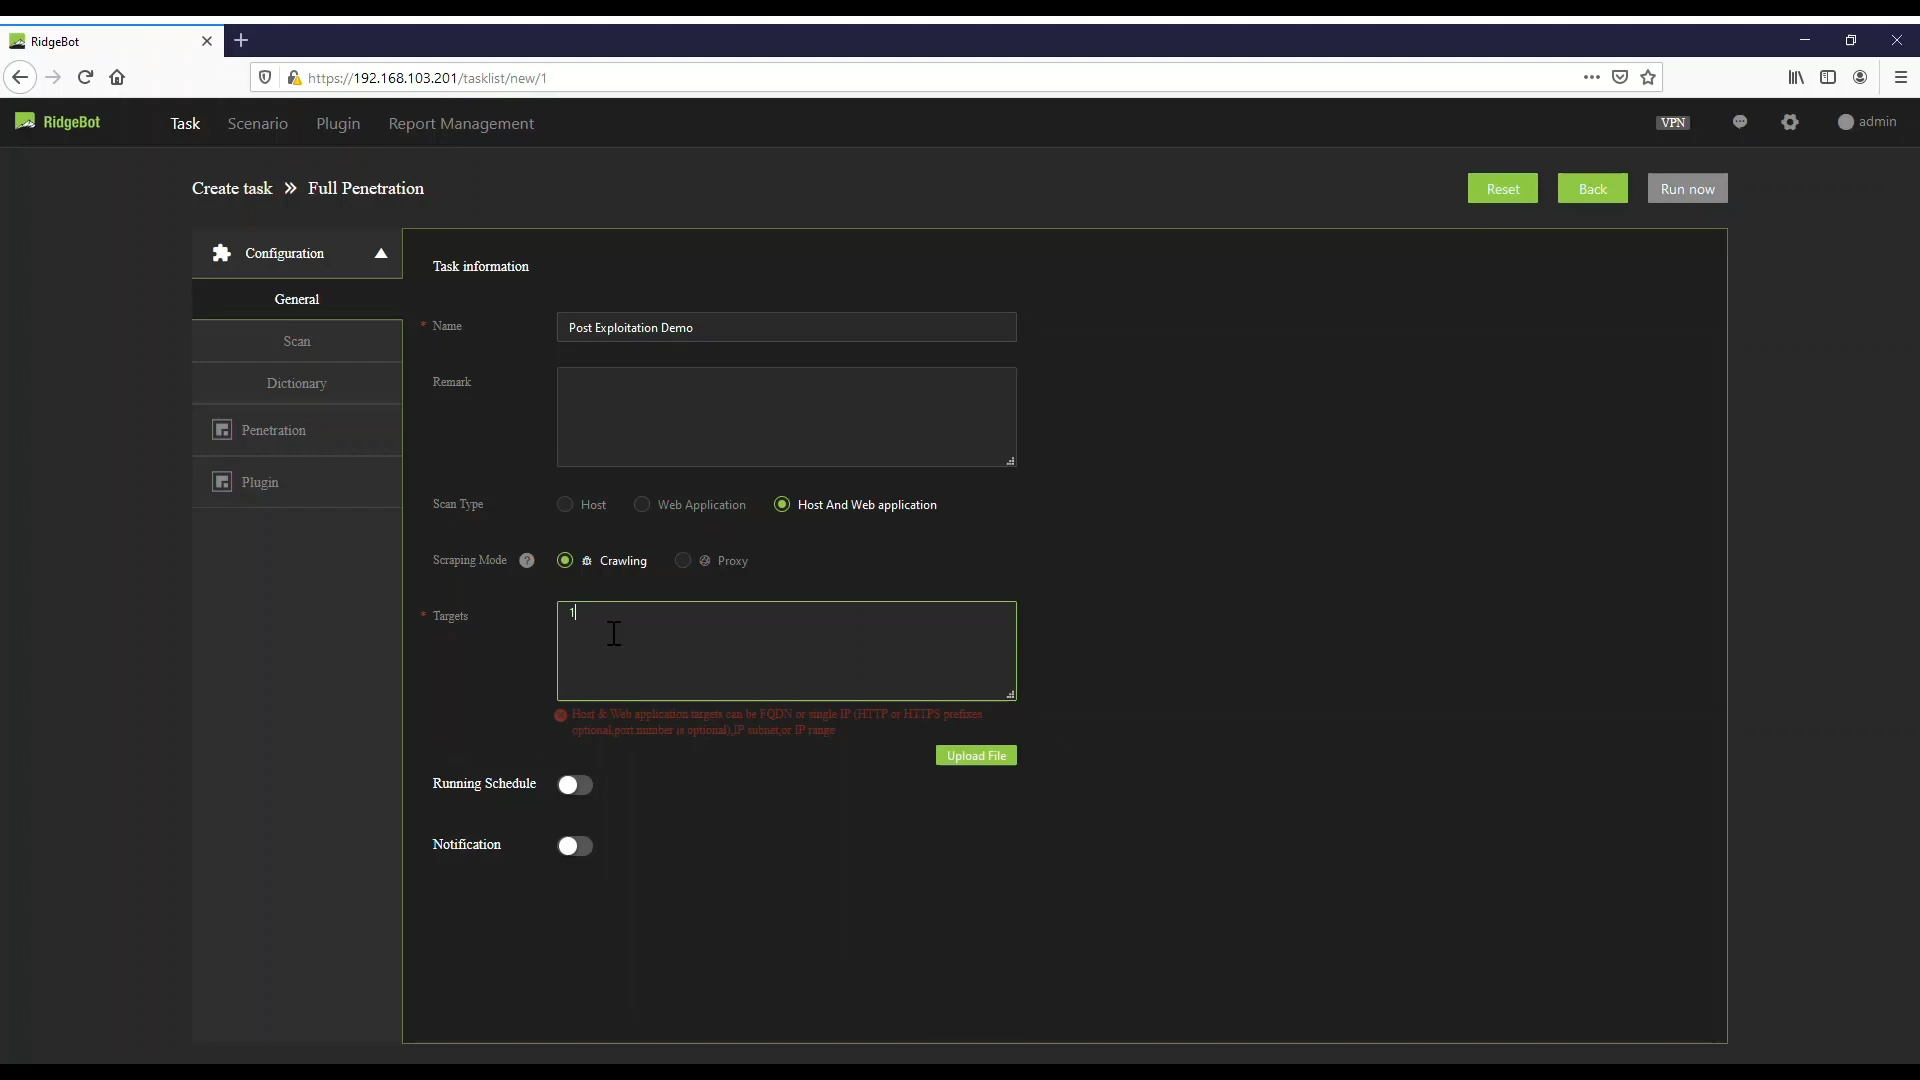 RidgeBot
https://192.168.103.201/tasklist/new/1
RidgeBot
Task
Scenario
Plugin
Report Management
VPN
admin
Create task » Full Penetration
Reset
Back
Run now
Configuration
General
Scan
Dictionary
Penetration
Plugin
Task information
* Name
Post Exploitation Demo
Remark
Scan Type
Host
Web Application
Host And Web application
Scraping Mode ?
Crawling
Proxy
* Targets
1
Host & Web application targets can be FQDN or single IP (HTTP or HTTPS prefixes
optional,port number is optional),IP subnet,or IP range
Upload File
Running Schedule
Notification